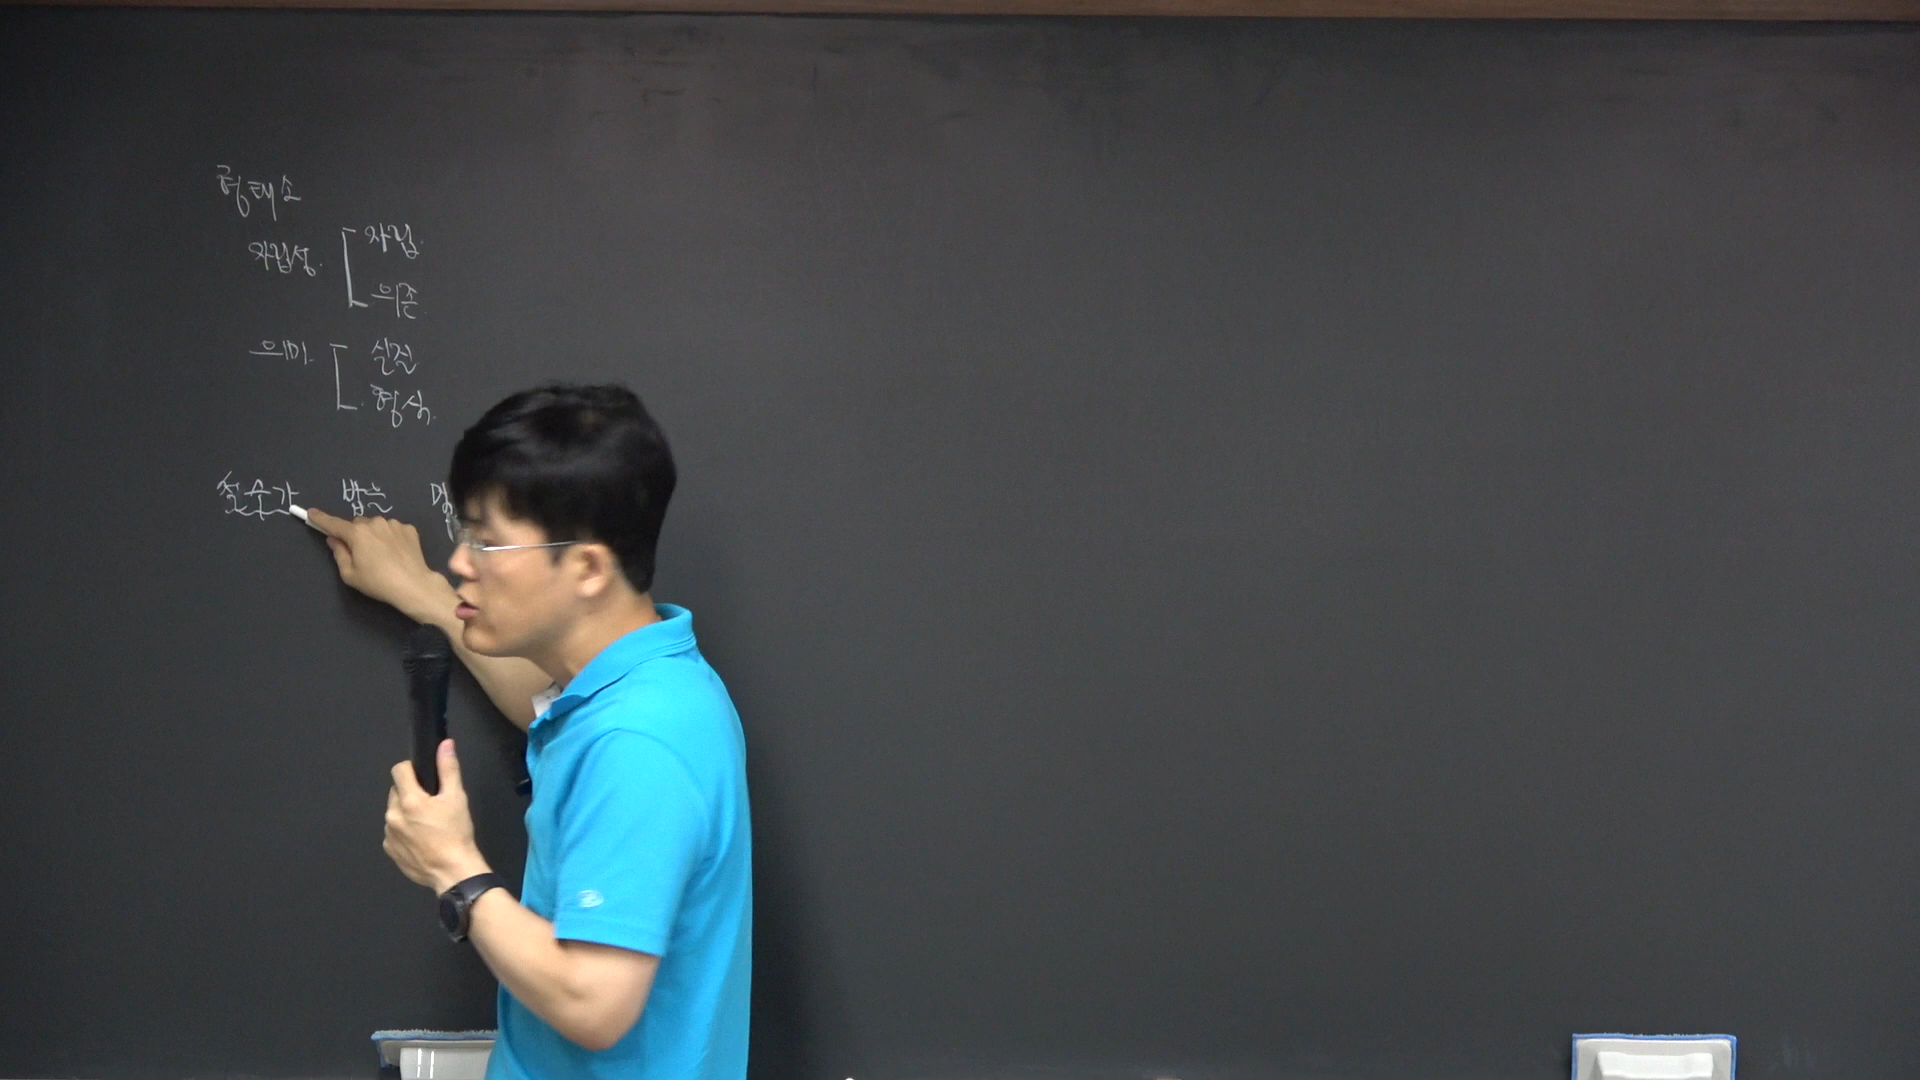 형태소
자립성. 자립.
의존
의미. 실질
형식.
철수가 밥을